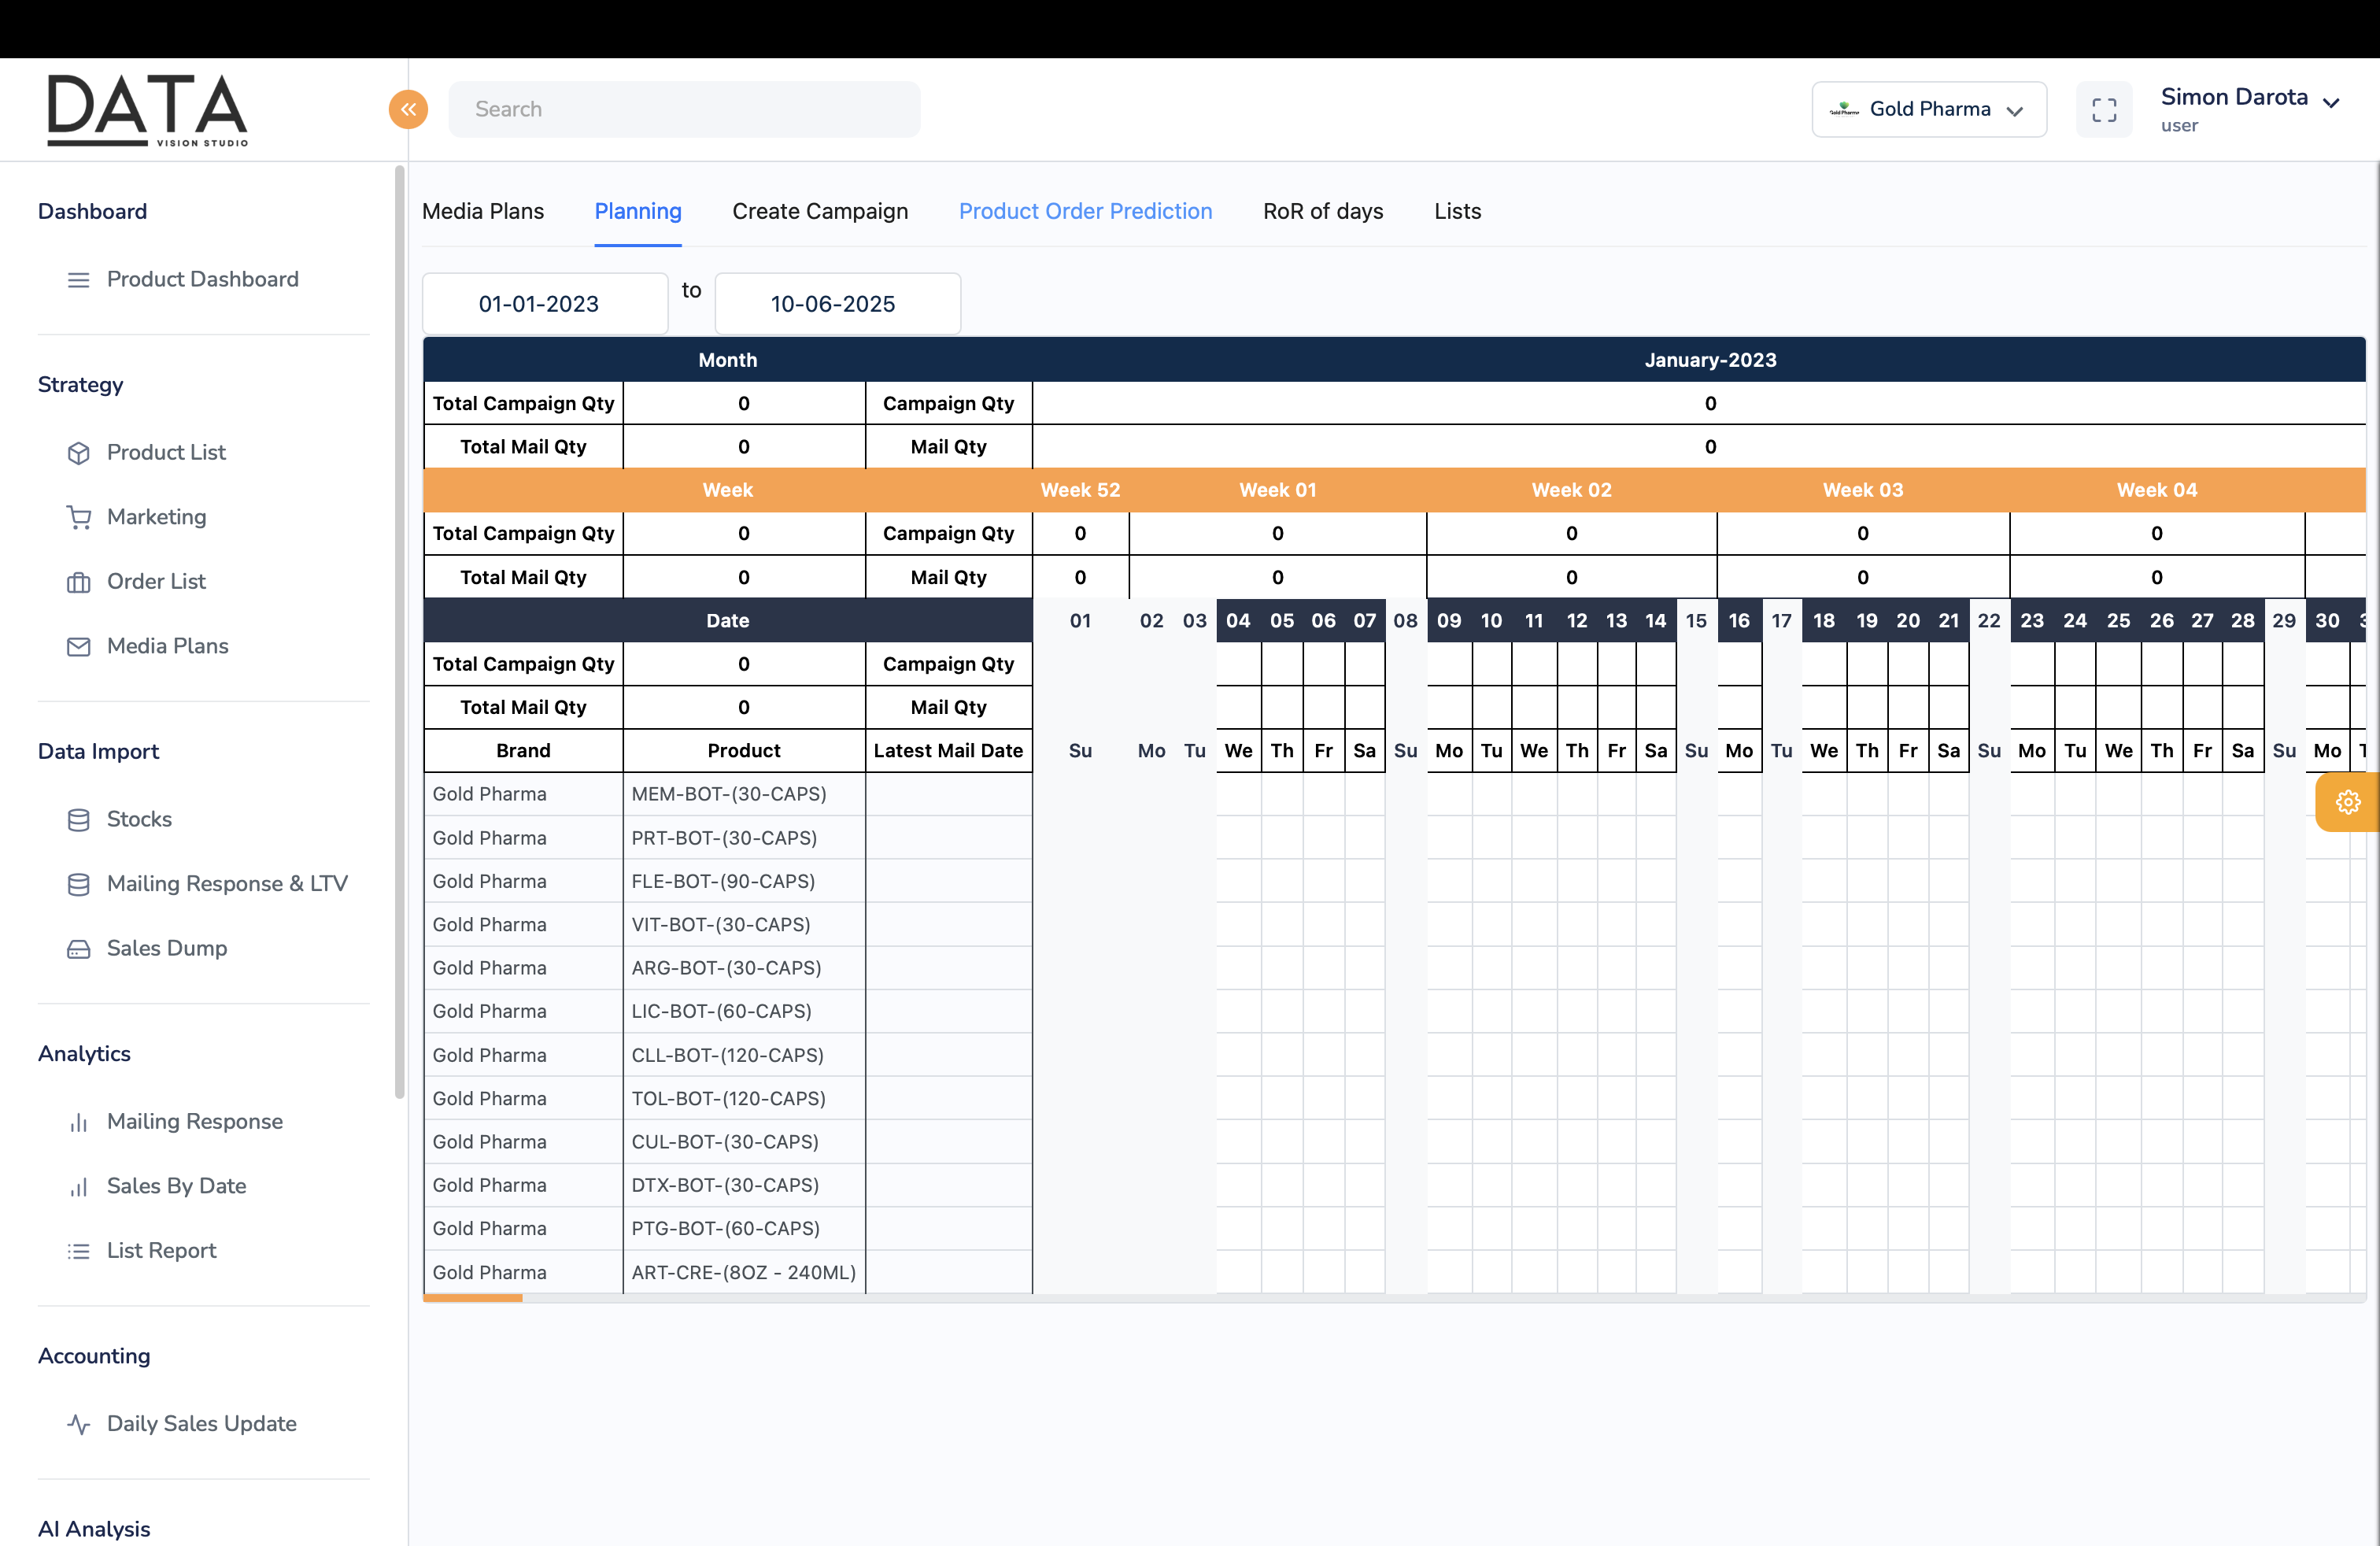 DATA
VISION STUDIO
Search
Gold Pharma
Gold Pharma
Simon Darota
user
Dashboard
Product Dashboard
Strategy
Product List
Marketing
Order List
Media Plans
Data Import
Stocks
Mailing Response & LTV
Sales Dump
Analytics
Mailing Response
Sales By Date
List Report
Accounting
Daily Sales Update
AI Analysis
Media Plans Planning Create Campaign Product Order Prediction RoR of days Lists
01-01-2023 to 10-06-2025
Month January-2023
Total Campaign Qty 0 Campaign Qty 0
Total Mail Qty 0 Mail Qty 0
Week Week 52 Week 01 Week 02 Week 03 Week 04
Total Campaign Qty 0 Campaign Qty 0 0 0 0 0
Total Mail Qty 0 Mail Qty 0 0 0 0 0
Date 01 02 03 04 05 06 07 08 09 10 11 12 13 14 15 16 17 18 19 20 21 22 23 24 25 26 27 28 29 30
Total Campaign Qty 0 Campaign Qty
Total Mail Qty 0 Mail Qty
Brand Product Latest Mail Date Su Mo Tu We Th Fr Sa Su Mo Tu We Th Fr Sa Su Mo Tu We Th Fr Sa Su Mo Tu We Th Fr Sa Su Mo
Gold Pharma MEM-BOT-(30-CAPS)
Gold Pharma PRT-BOT-(30-CAPS)
Gold Pharma FLE-BOT-(90-CAPS)
Gold Pharma VIT-BOT-(30-CAPS)
Gold Pharma ARG-BOT-(30-CAPS)
Gold Pharma LIC-BOT-(60-CAPS)
Gold Pharma CLL-BOT-(120-CAPS)
Gold Pharma TOL-BOT-(120-CAPS)
Gold Pharma CUL-BOT-(30-CAPS)
Gold Pharma DTX-BOT-(30-CAPS)
Gold Pharma PTG-BOT-(60-CAPS)
Gold Pharma ART-CRE-(8OZ - 240ML)